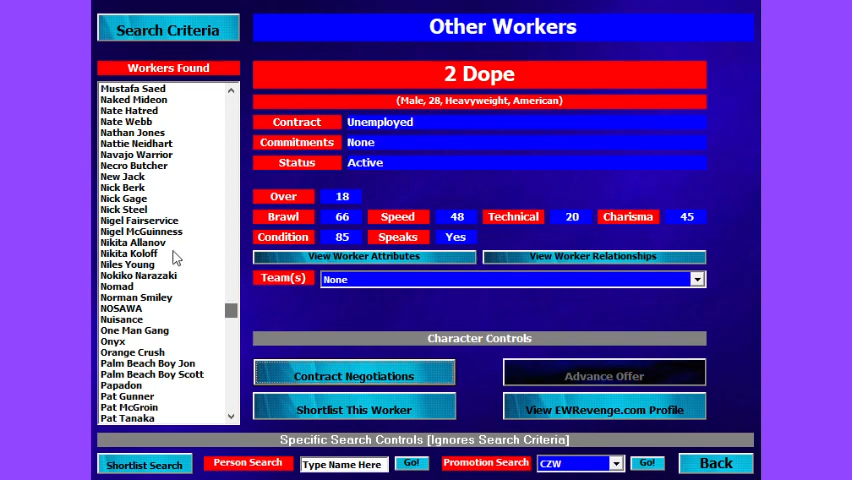 Search Criteria
Other Workers
Workers Found
Mustafa Saed
Naked Mideon
Nate Hatred
Nate Webb
Nathan Jones
Nattie Neidhart
Navajo Warrior
Necro Butcher
New Jack
Nick Berk
Nick Gage
Nick Steel
Nigel Fairservice
Nigel McGuinness
Nikita Allanov
Nikita Koloff
Niles Young
Nokiko Narazaki
Nomad
Norman Smiley
NOSAWA
Nuisance
One Man Gang
Onyx
Orange Crush
Palm Beach Boy Jon
Palm Beach Boy Scott
Papadon
Pat Gunner
Pat McGroin
Pat Tanaka
2 Dope
(Male, 28, Heavyweight, American)
Contract Unemployed
Commitments None
Status Active
Over 18
Brawl 66 Speed 48 Technical 20 Charisma 45
Condition 85 Speaks Yes
View Worker Attributes View Worker Relationships
Team(s) None
Character Controls
Contract Negotiations Advance Offer
Shortlist This Worker View EWRevenge.com Profile
Specific Search Controls [Ignores Search Criteria]
Shortlist Search Person Search Type Name Here Go! Promotion Search CZW Go! Back